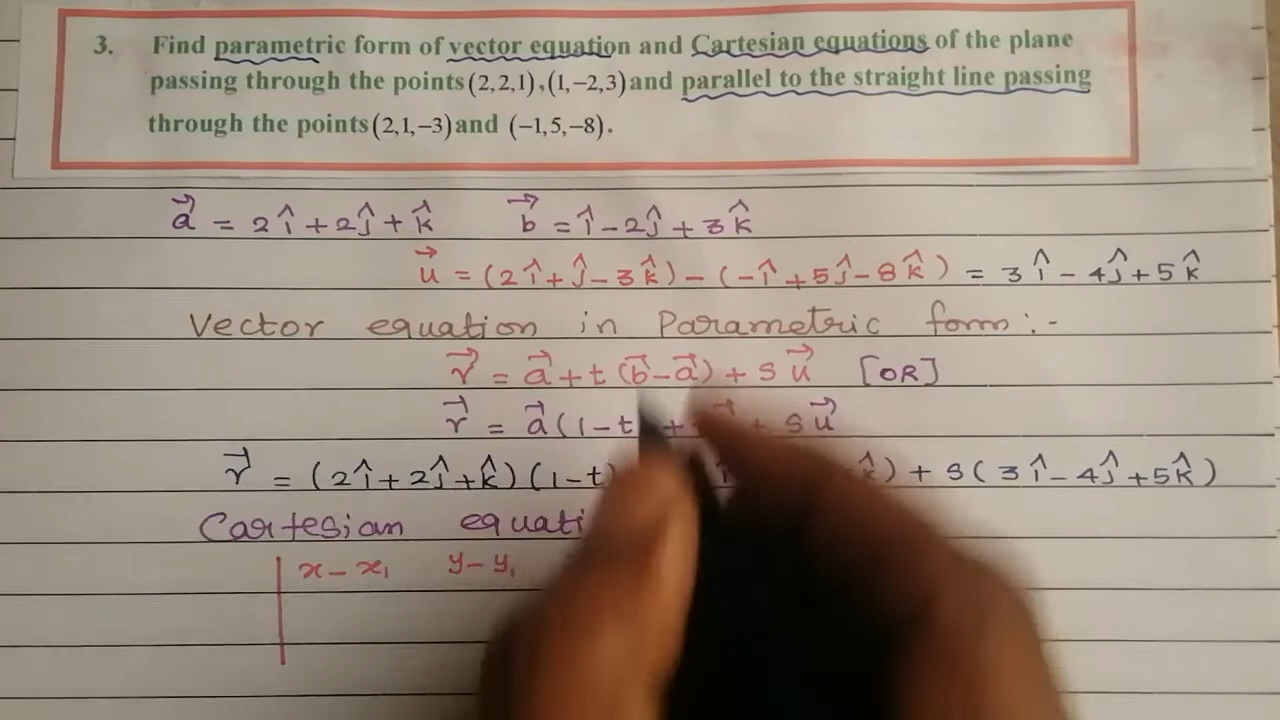 3. Find parametric form of vector equation and Cartesian equations of the plane
passing through the points (2,2,1), (1,−2,3) and parallel to the straight line passing
through the points (2,1,−3) and (−1,5,−8).
a⃗ = 2î + 2ĵ + k̂ b⃗ = î − 2ĵ + 3k̂
u⃗ = (2î + ĵ − 3k̂) − (−î + 5ĵ − 8k̂) = 3î − 4ĵ + 5k̂
Vector equation in Parametric form :-
r⃗ = a⃗ + t (b⃗ − a⃗) + s u⃗ [OR]
r⃗ = a⃗ (1 − t + + s u⃗
r⃗ = (2î + 2ĵ + k̂) (1 − t) k̂) + s (3î − 4ĵ + 5k̂)
Cartesian
x − x₁ y − y₁